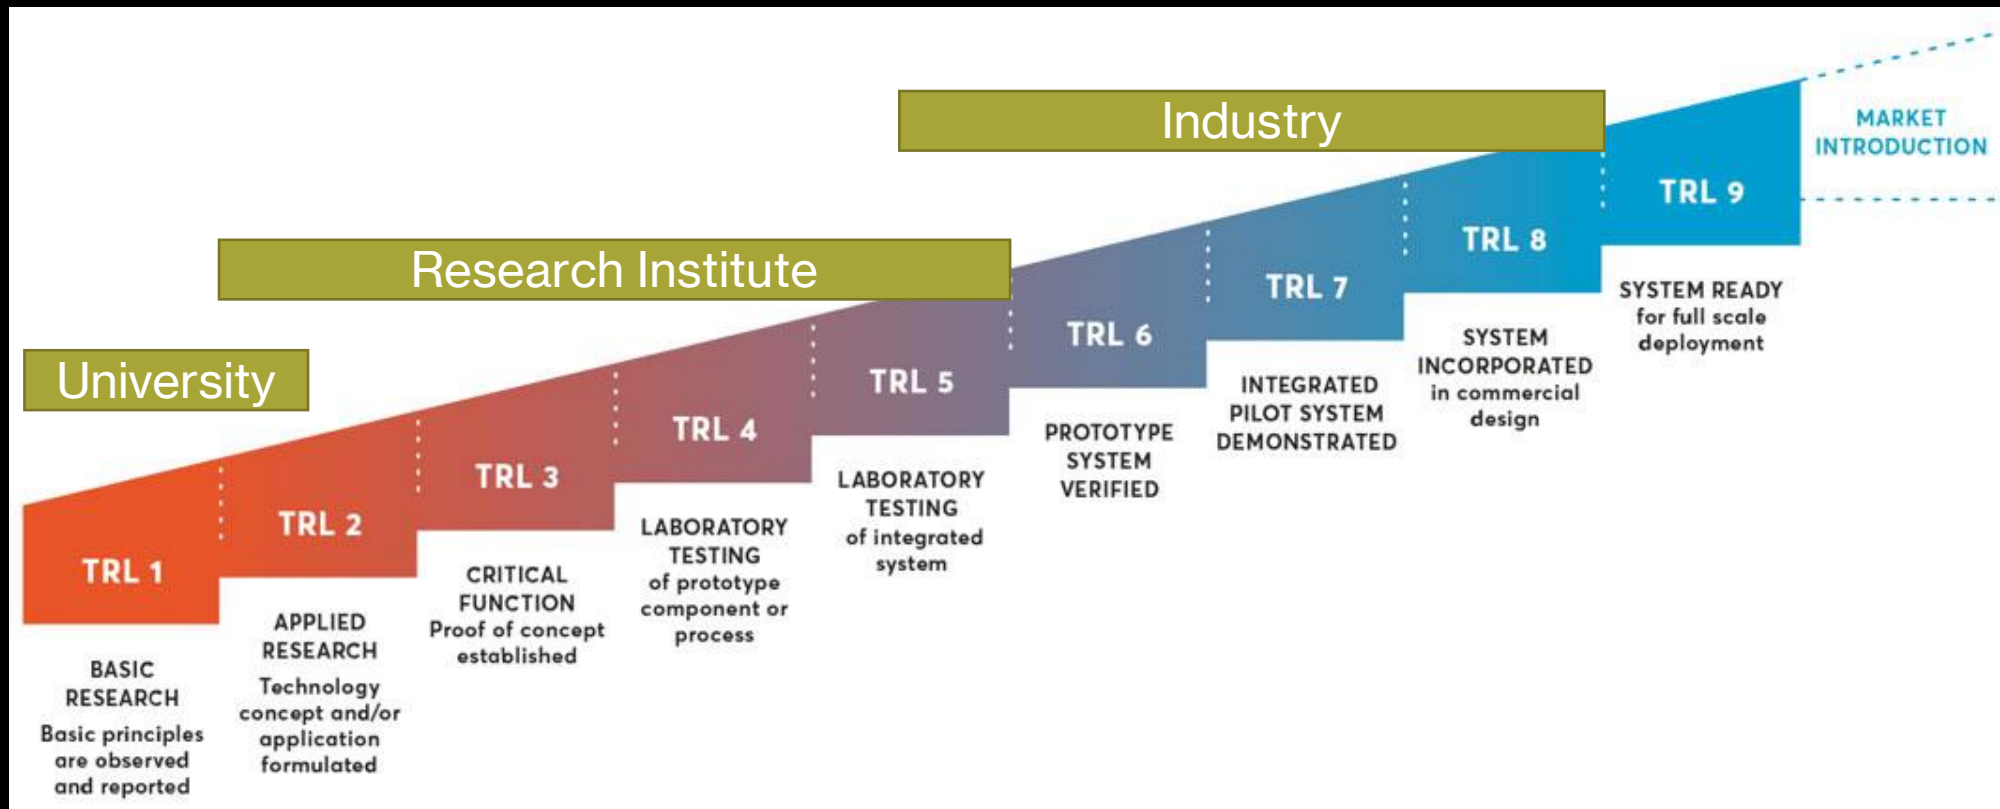 Industry
MARKET
INTRODUCTION
Research Institute
University
TRL 1
BASIC
RESEARCH
Basic principles
are observed
and reported
TRL 2
APPLIED
RESEARCH
Technology
concept and/or
application
formulated
TRL 3
CRITICAL
FUNCTION
Proof of concept
established
TRL 4
LABORATORY
TESTING
of prototype
component or
process
TRL 5
LABORATORY
TESTING
of integrated
system
TRL 6
PROTOTYPE
SYSTEM
VERIFIED
TRL 7
INTEGRATED
PILOT SYSTEM
DEMONSTRATED
TRL 8
SYSTEM
INCORPORATED
in commercial
design
TRL 9
SYSTEM READY
for full scale
deployment